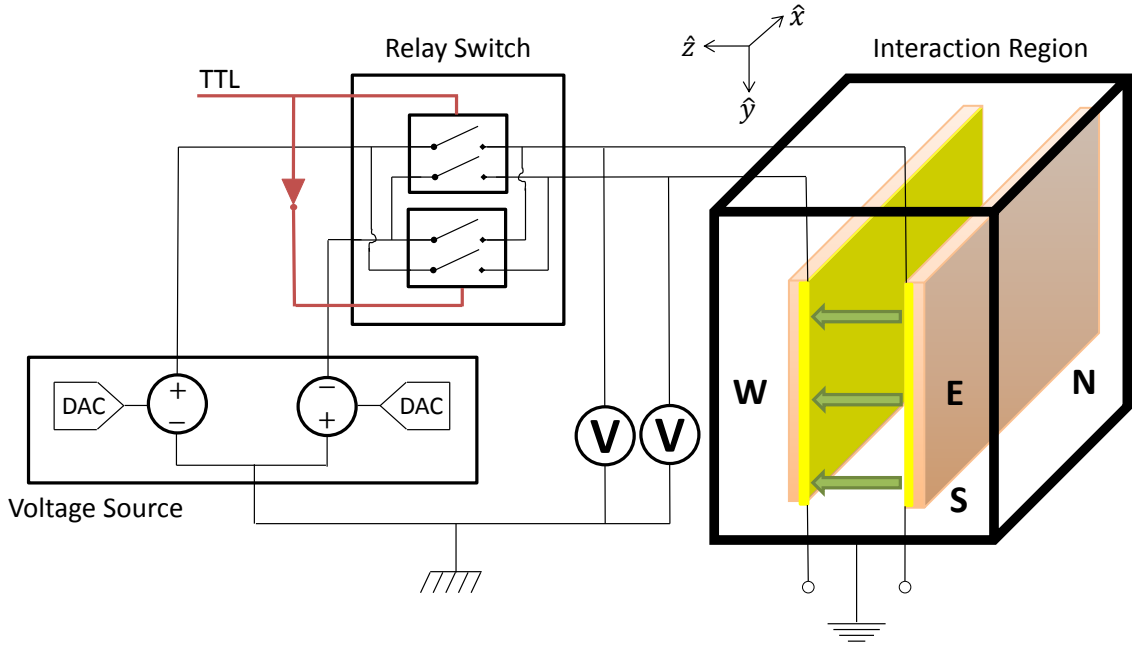 Relay Switch
x̂
ẑ
Interaction Region
TTL
ŷ
+
−
−
+
DAC
DAC
W
E
N
V
V
S
Voltage Source